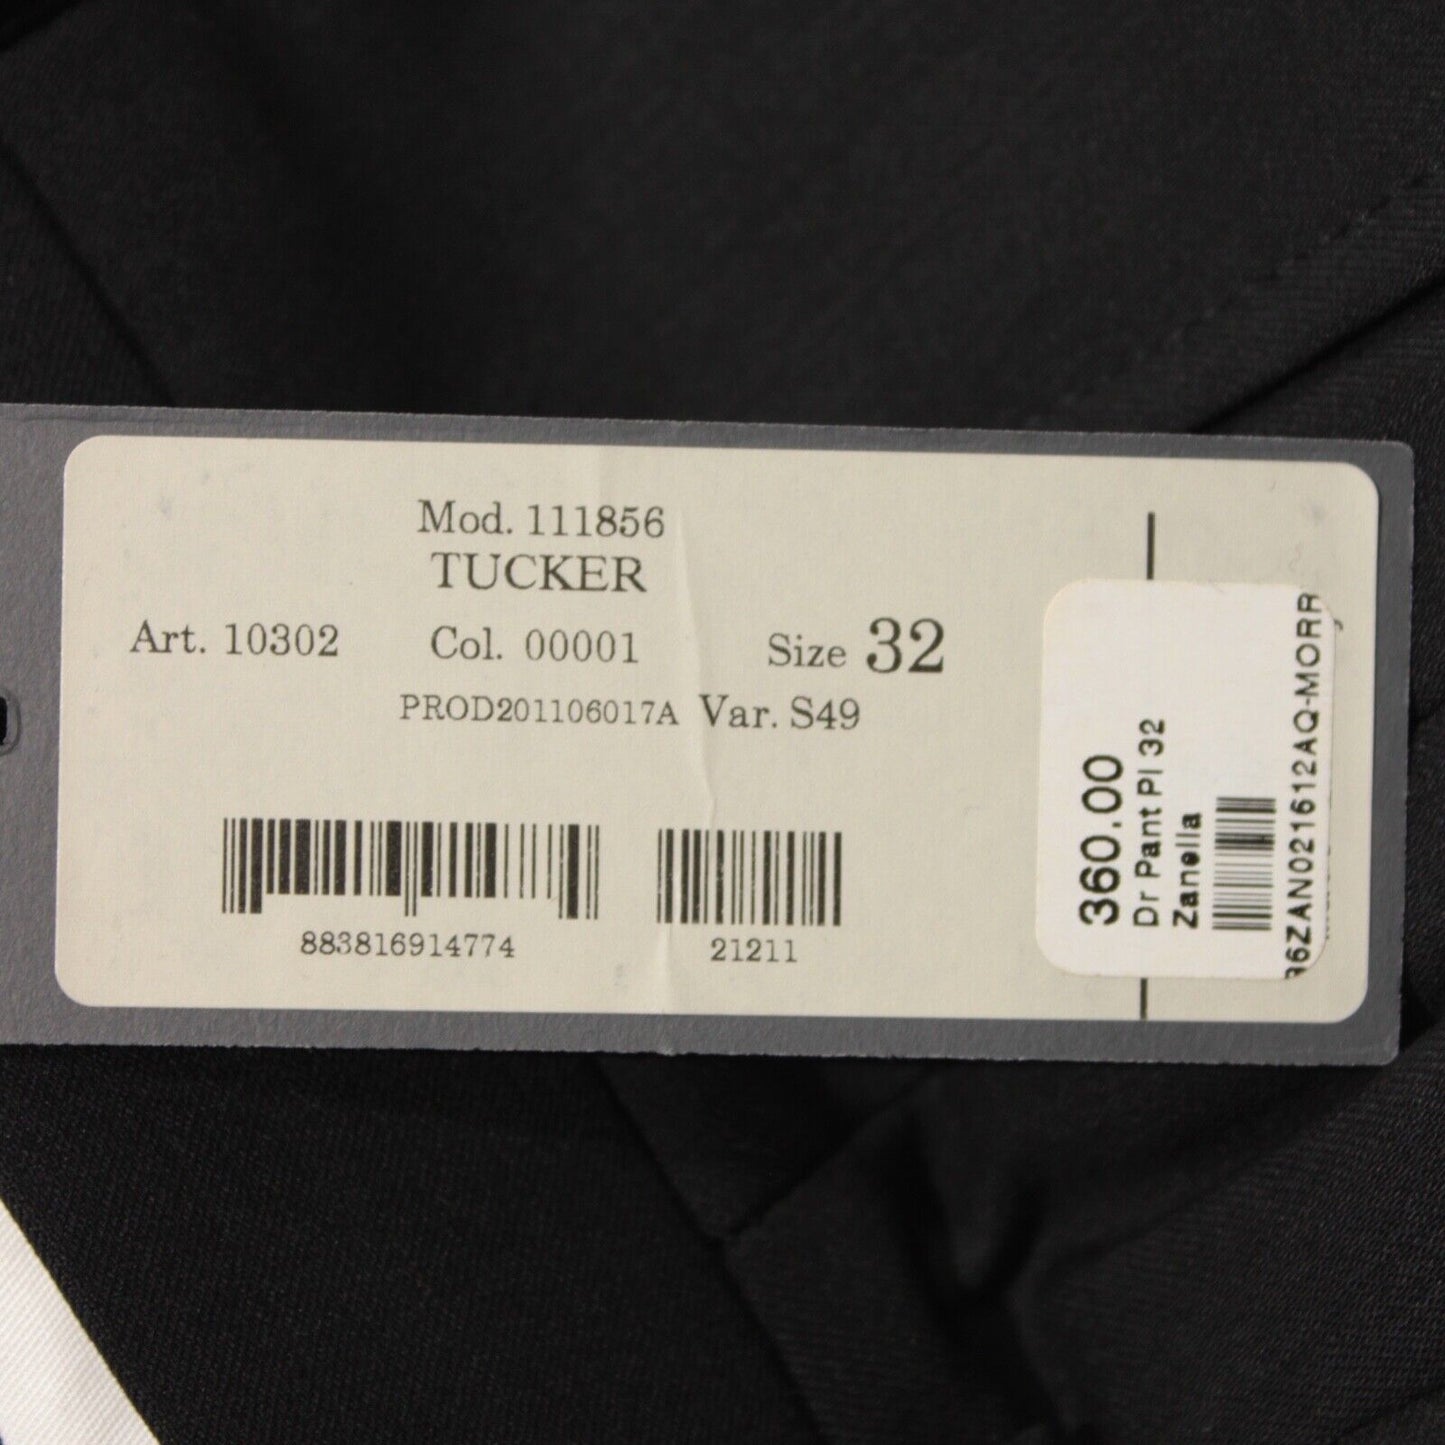 Mod. 111856
TUCKER
Art. 10302 Col. 00001 Size 32
PROD201106017A Var. S49
883816914774
21211
360.00
Dr Pant Pl 32
Zanella
96ZAN021612AQ-MORR